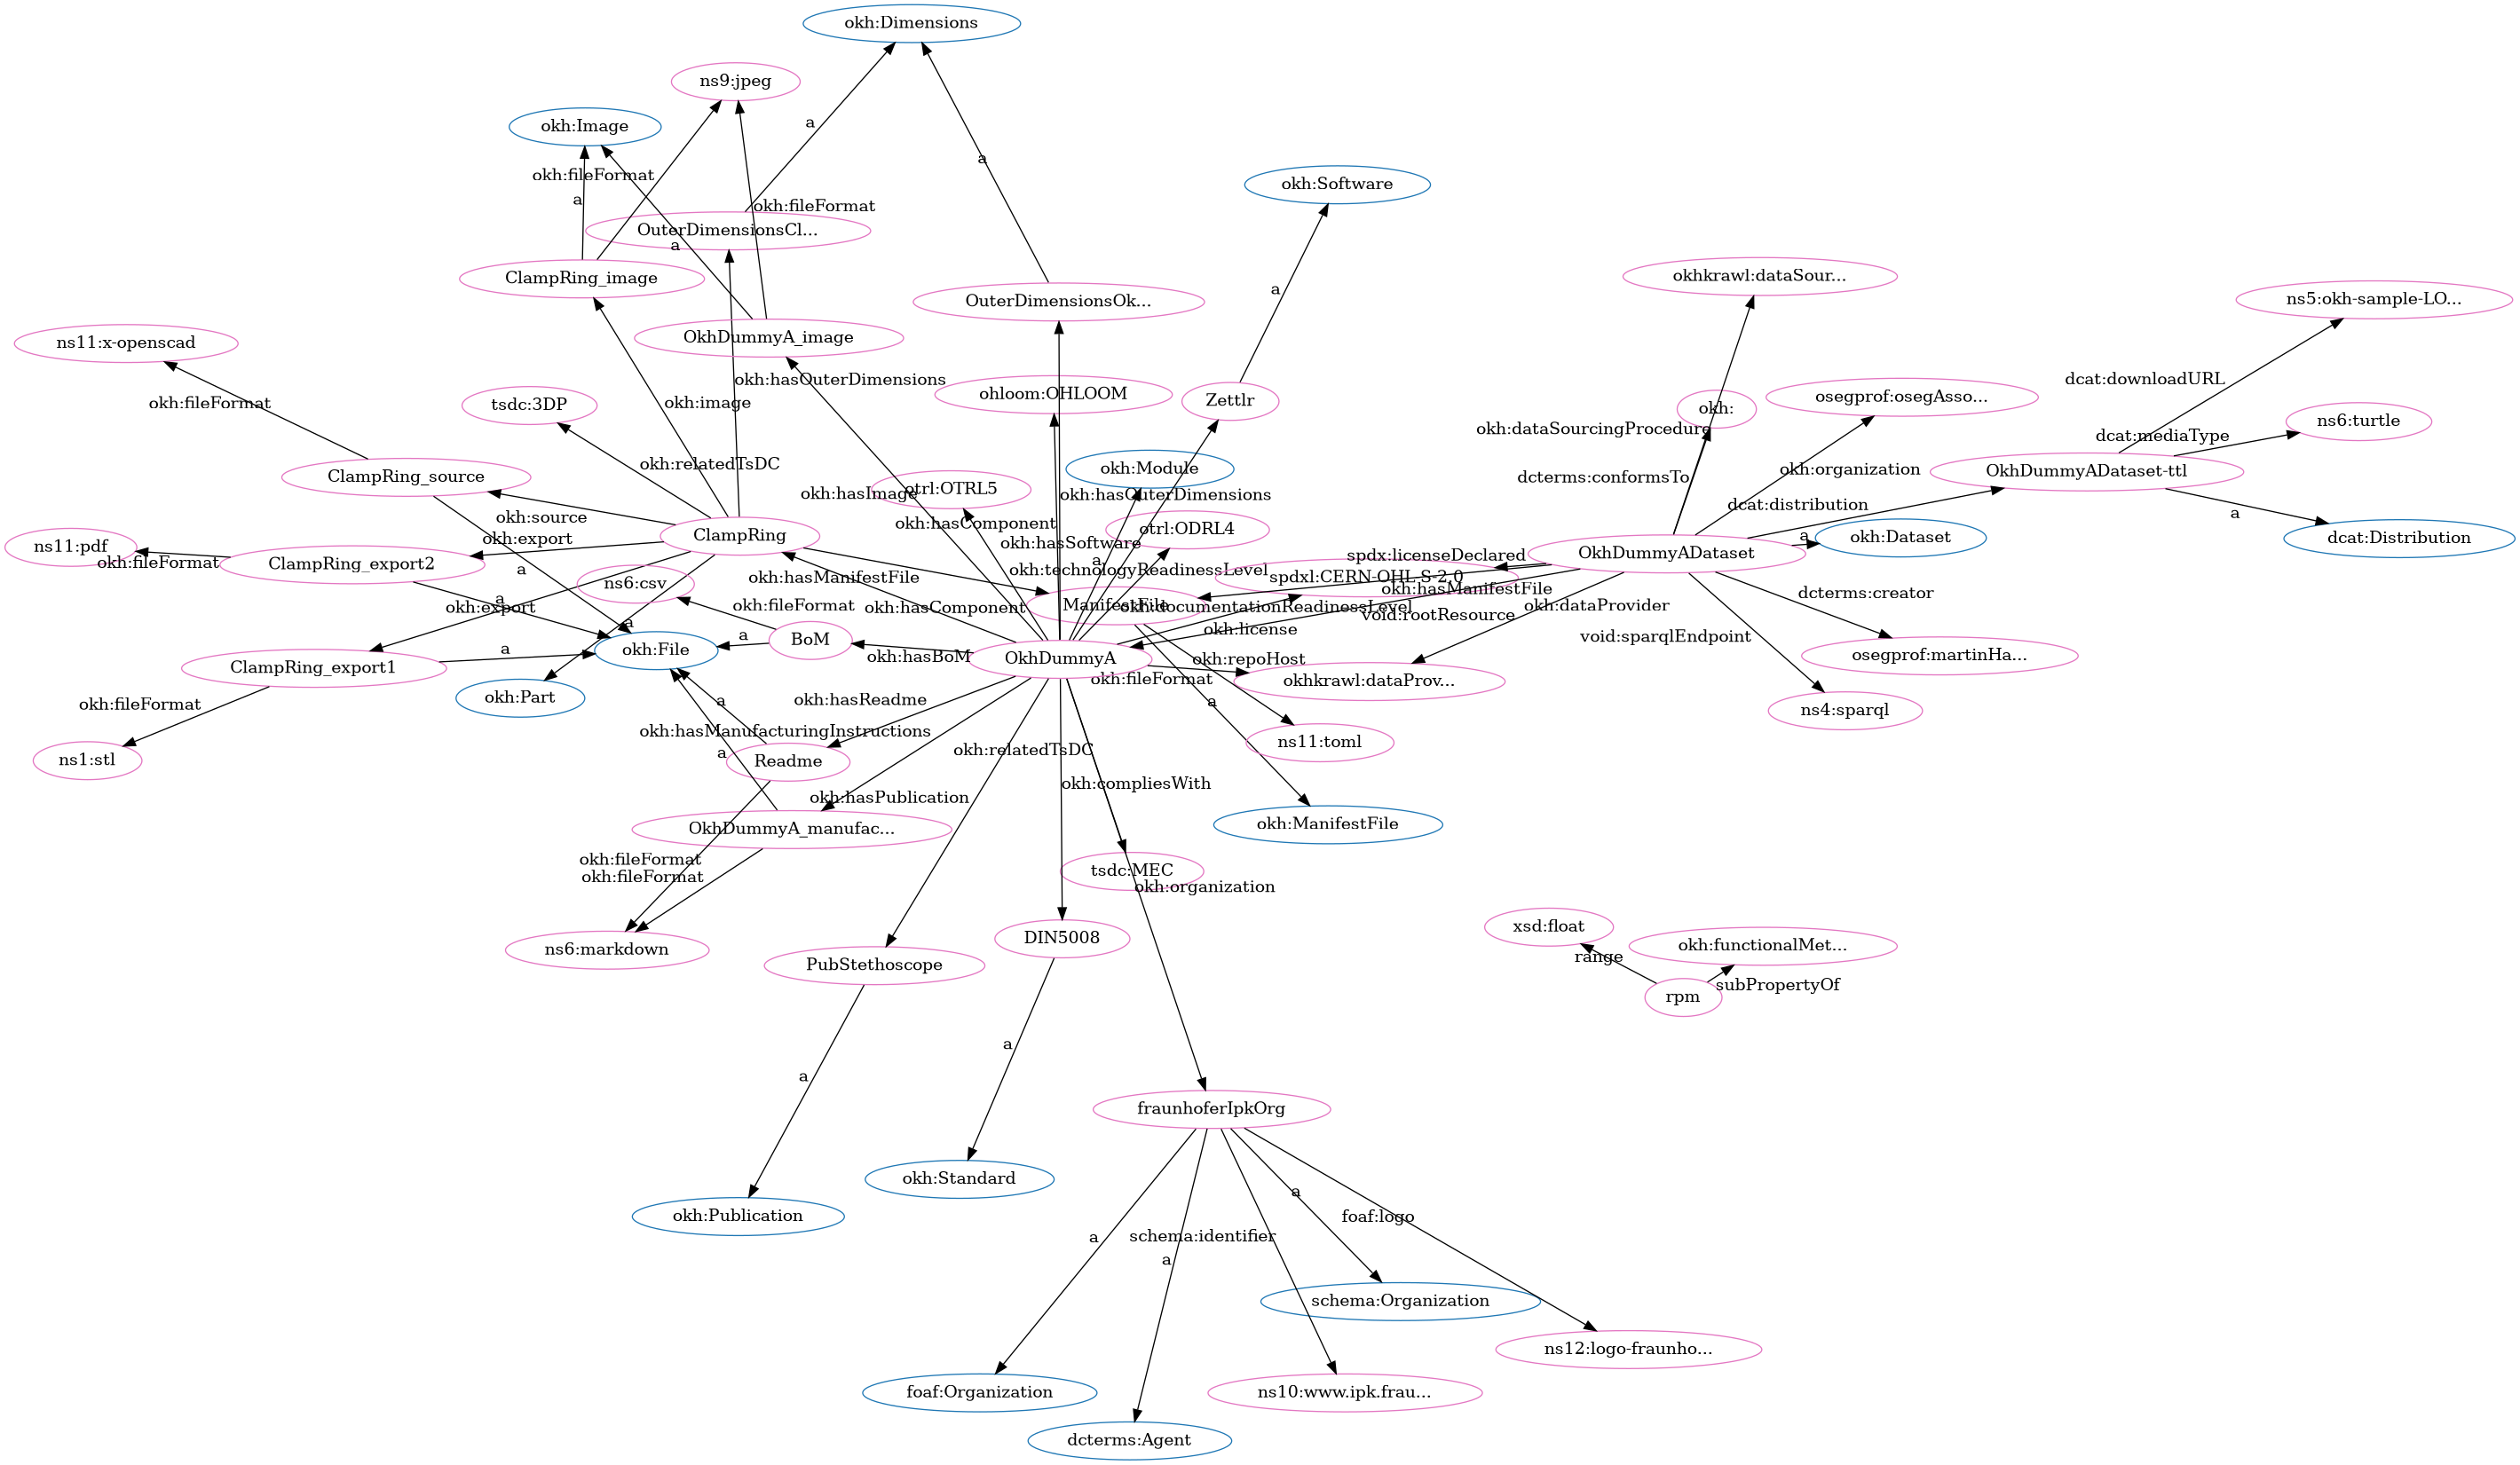 okh:Dimensions
ns9:jpeg
okh:Image
a
a
okh:Software
okh:fileFormat
a
okh:fileFormat
OuterDimensionsCl...
a
ClampRing_image
okhkrawl:dataSour...
a
OuterDimensionsOk...
ns5:okh-sample-LO...
OkhDummyA_image
ns11:x-openscad
okh:hasOuterDimensions
dcat:downloadURL
ohloom:OHLOOM
Zettlr
osegprof:osegAsso...
okh:fileFormat
okh:image
tsdc:3DP
okh:
ns6:turtle
okh:dataSourcingProcedure
dcat:mediaType
okh:relatedTsDC
okh:Module
okh:organization
OkhDummyADataset-ttl
ClampRing_source
dcterms:conformsTo
otrl:OTRL5
okh:hasImage
okh:hasOuterDimensions
dcat:distribution
a
okh:source
okh:hasComponent
otrl:ODRL4
ClampRing
okh:export
okh:hasSoftware
a
okh:Dataset
dcat:Distribution
ns11:pdf
okh:fileFormat
ClampRing_export2
spdx:licenseDeclared
OkhDummyADataset
a
a
okh:technologyReadinessLevel
spdxl:CERN-OHL-S-2.0
okh:hasManifestFile
ns6:csv
okh:hasManifestFile
dcterms:creator
a
okh:export
okh:fileFormat
okh:hasComponent
ManifestFile
okh:documentationReadinessLevel
okh:dataProvider
void:rootResource
a
a
BoM
okh:license
void:sparqlEndpoint
okh:File
a
okh:hasBoM
OkhDummyA
okh:repoHost
osegprof:martinHa...
ClampRing_export1
okh:fileFormat
okhkrawl:dataProv...
okh:Part
okh:fileFormat
a
okh:hasReadme
a
ns4:sparql
okh:hasManufacturingInstructions
ns11:toml
a
okh:relatedTsDC
ns1:stl
Readme
okh:compliesWith
okh:hasPublication
okh:ManifestFile
OkhDummyA_manufac...
okh:fileFormat
okh:fileFormat
tsdc:MEC
okh:organization
xsd:float
DIN5008
okh:functionalMet...
ns6:markdown
range
PubStethoscope
subPropertyOf
rpm
a
a
fraunhoferIpkOrg
okh:Standard
a
okh:Publication
foaf:logo
a
schema:identifier
a
schema:Organization
ns12:logo-fraunho...
foaf:Organization
ns10:www.ipk.frau...
dcterms:Agent